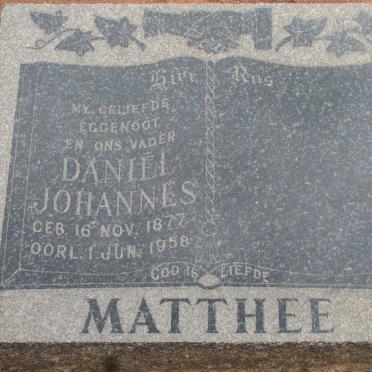 Hier Rus
MY GELIEFDE
EGGENOOT
EN ONS VADER
DANIËL
JOHANNES
GEB. 16 NOV. 1877
OORL. 1 JUN. 1958
GOD IS LIEFDE
MATTHEE